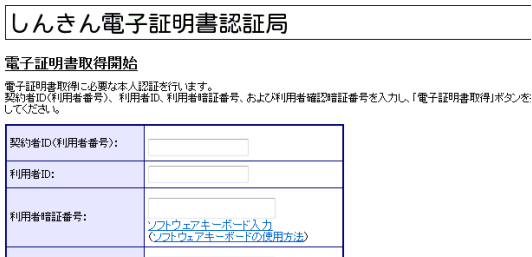 しんきん電子証明書認証局
電子証明書取得開始
電子証明書取得に必要な本人認証を行います。
契約者ID(利用者番号)、利用者ID、利用者暗証番号、および利用者確認暗証番号を入力し、「電子証明書取得」ボタンを
してください。
契約者ID(利用者番号):
利用者ID:
利用者暗証番号:
ソフトウェアキーボード入力
(ソフトウェアキーボードの使用方法)